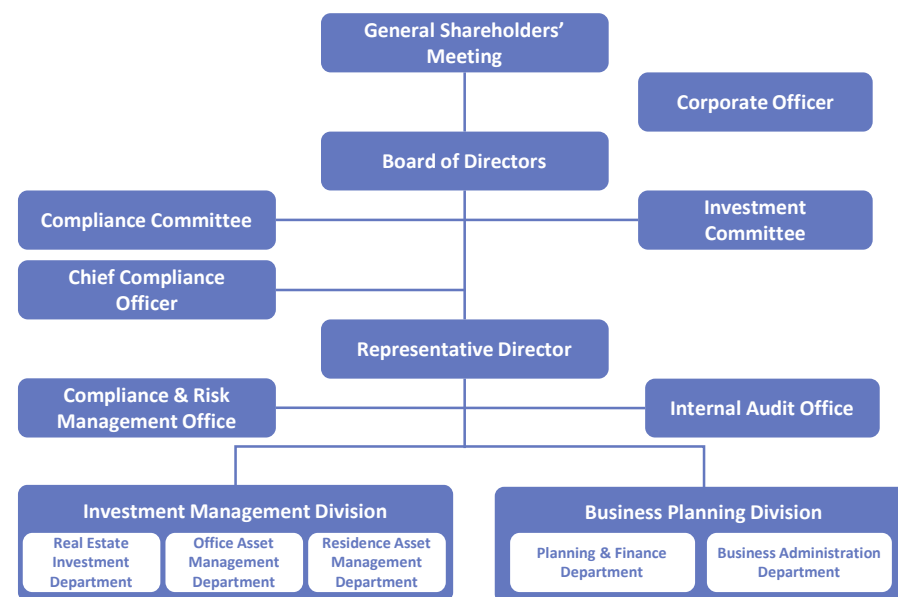 General Shareholders’
Meeting
Corporate Officer
Board of Directors
Compliance Committee
Investment
Committee
Chief Compliance
Officer
Representative Director
Compliance & Risk
Management Office
Internal Audit Office
Investment Management Division
Real Estate
Investment
Department
Office Asset
Management
Department
Residence Asset
Management
Department
Business Planning Division
Planning & Finance
Department
Business Administration
Department